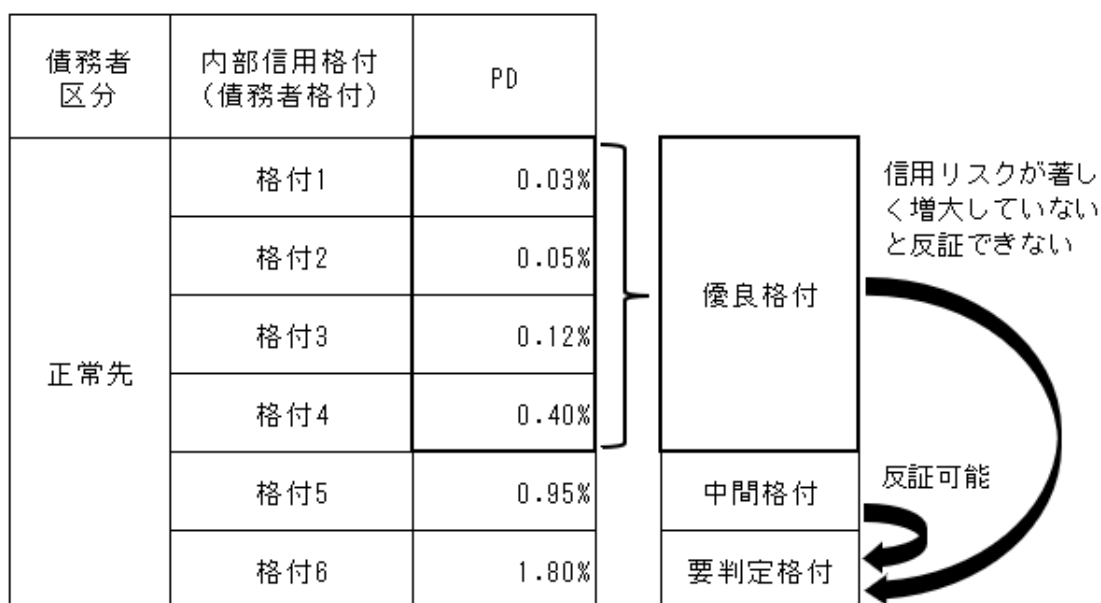 債務者
区分
内部信用格付
（債務者格付）
PD
正常先
格付1
0.03%
格付2
0.05%
格付3
0.12%
格付4
0.40%
格付5
0.95%
格付6
1.80%
優良格付
中間格付
要判定格付
信用リスクが著し
く増大していない
と反証できない
反証可能